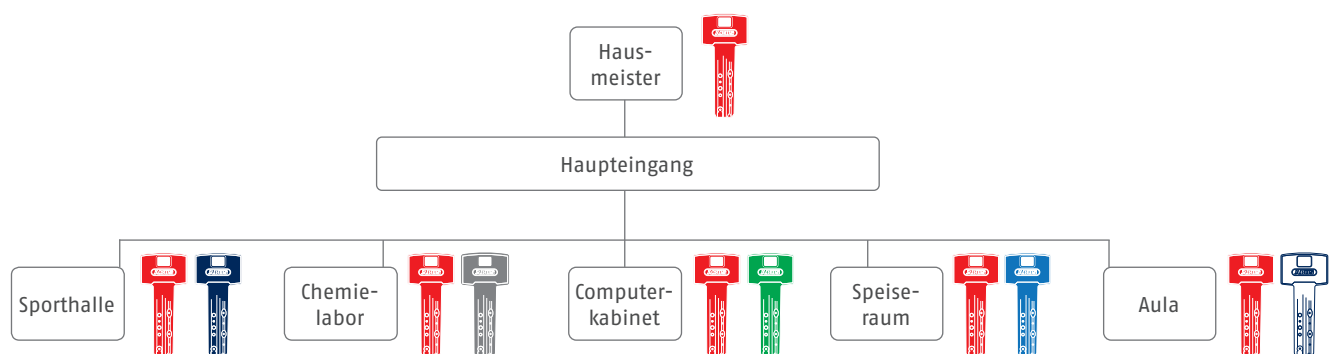 Haus-
meister
Haupteingang
Sporthalle
Chemie-
labor
Computer-
kabinet
Speise-
raum
Aula